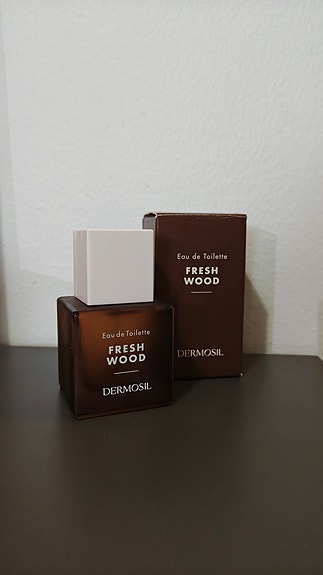 Eau de Toilette
FRESH
WOOD
DERMOSIL
Eau de Toilette
FRESH
WOOD
DERMOSIL